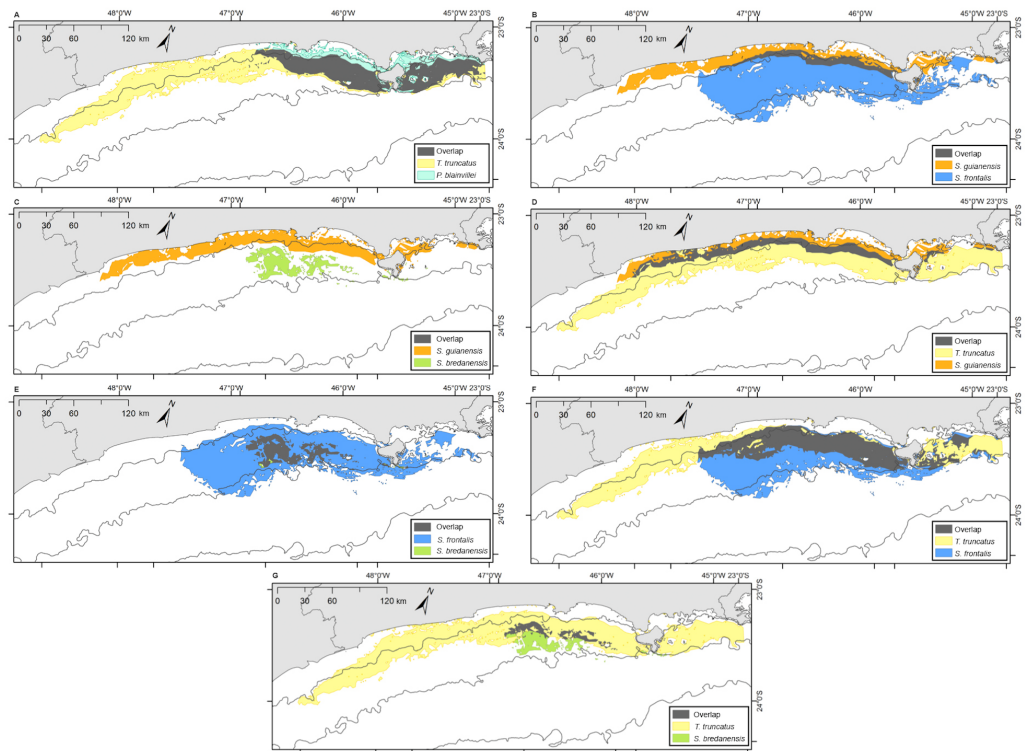 A
48°0'W 47°0'W 46°0'W 45°0'W 23°0'S
0 30 60 120 km
N
24°0'S
Overlap
T. truncatus
P. blainvillei
B
48°0'W 47°0'W 46°0'W 45°0'W 23°0'S
0 30 60 120 km
N
24°0'S
Overlap
S. guianensis
S. frontalis
C
48°0'W 47°0'W 46°0'W 45°0'W 23°0'S
0 30 60 120 km
N
24°0'S
Overlap
S. guianensis
S. bredanensis
D
48°0'W 47°0'W 46°0'W 45°0'W 23°0'S
0 30 60 120 km
N
24°0'S
Overlap
T. truncatus
S. guianensis
E
48°0'W 47°0'W 46°0'W 45°0'W 23°0'S
0 30 60 120 km
N
24°0'S
Overlap
S. frontalis
S. bredanensis
F
48°0'W 47°0'W 46°0'W 45°0'W 23°0'S
0 30 60 120 km
N
24°0'S
Overlap
T. truncatus
S. frontalis
G
48°0'W 47°0'W 46°0'W 45°0'W 23°0'S
0 30 60 120 km
N
24°0'S
Overlap
T. truncatus
S. bredanensis